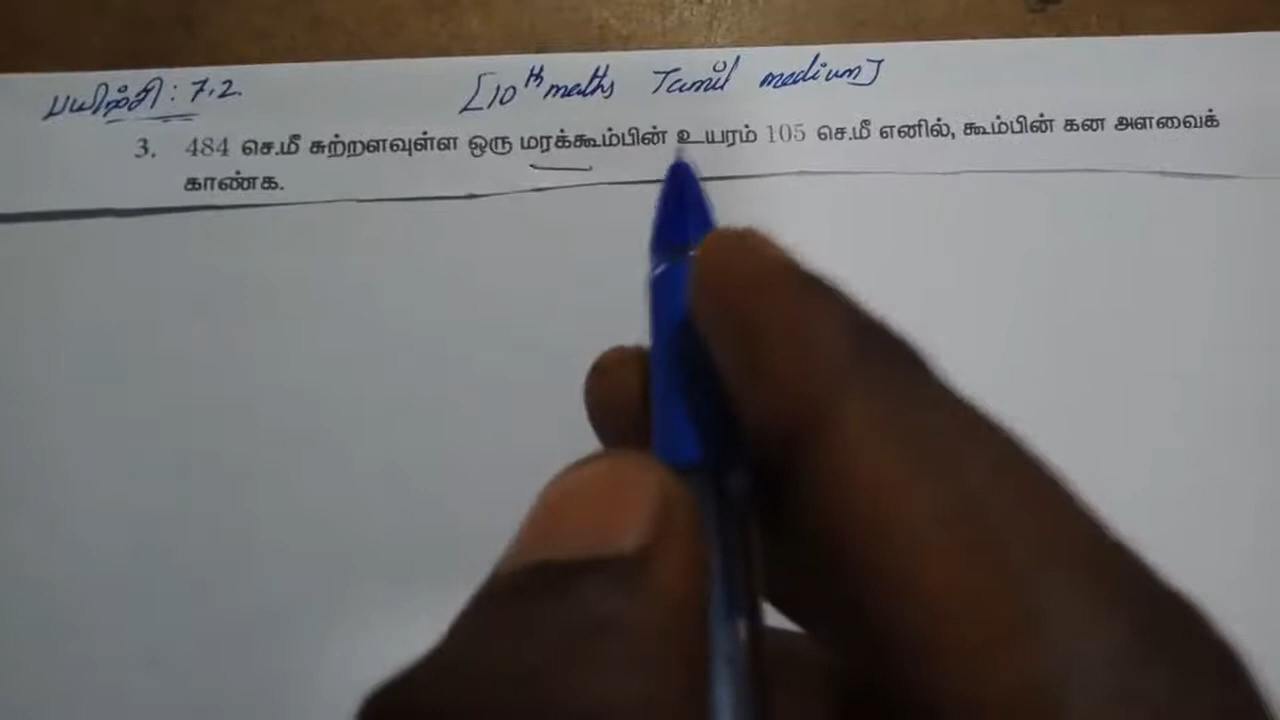 பயிற்சி : 7.2. [10th maths Tamil medium]
3. 484 செ.மீ சுற்றளவுள்ள ஒரு மரக்கூம்பின் உயரம் 105 செ.மீ எனில், கூம்பின் கன அளவைக்
காண்க.